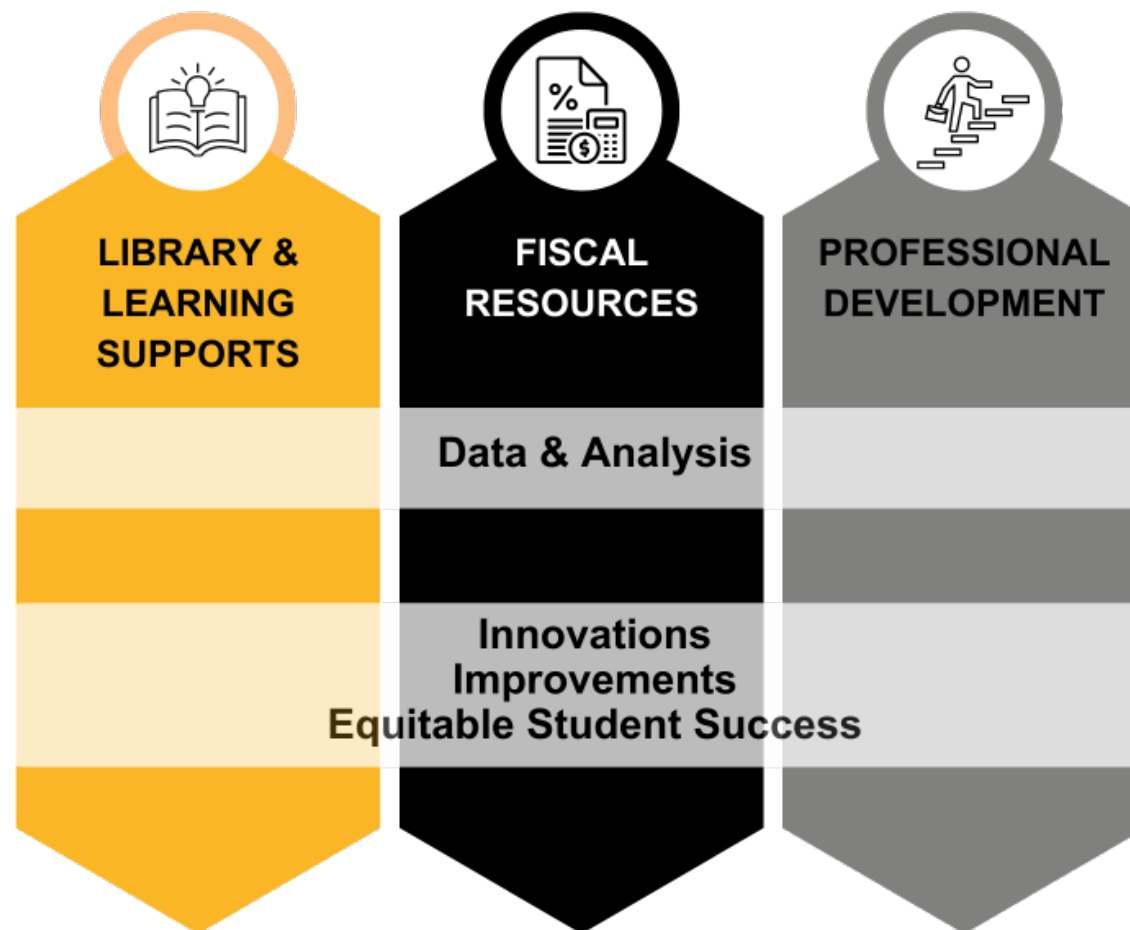 LIBRARY &
LEARNING
SUPPORTS
FISCAL
RESOURCES
PROFESSIONAL
DEVELOPMENT
Data & Analysis
Innovations
Improvements
Equitable Student Success
%
$